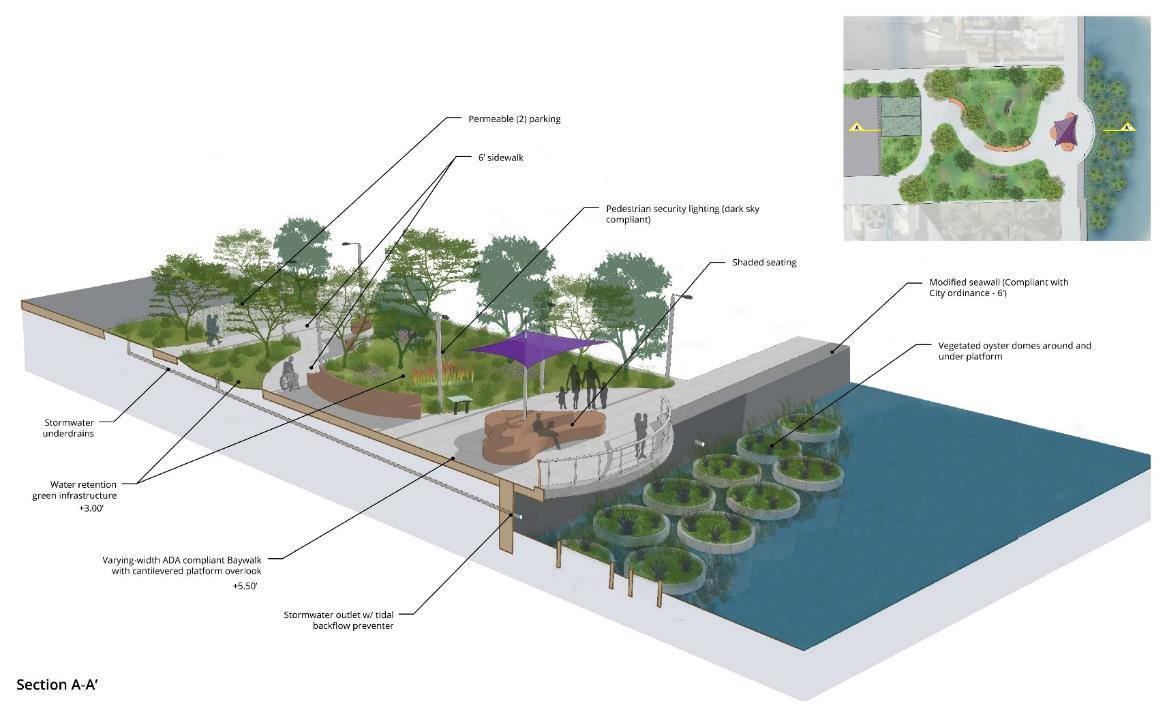 Permeable (2) parking
6' sidewalk
Pedestrian security lighting (dark sky
compliant)
Shaded seating
Modified seawall (Compliant with
City ordinance - 6')
Vegetated oyster domes around and
under platform
A
A'
Stormwater
underdrains
Water retention
green infrastructure
+3.00'
Varying-width ADA compliant Baywalk
with cantilevered platform overlook
+5.50'
Stormwater outlet w/ tidal
backflow preventer
Section A-A’